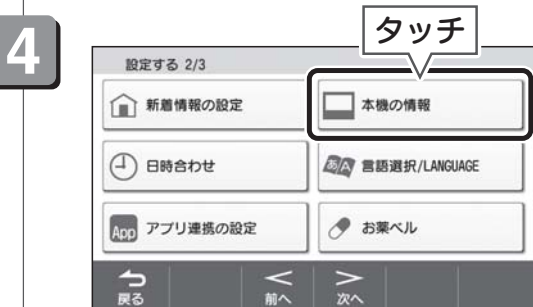 4
タッチ
設定する 2/3
新着情報の設定
本機の情報
日時合わせ
あA 言語選択/LANGUAGE
App アプリ連携の設定
お薬ベル
戻る
< 前へ
> 次へ